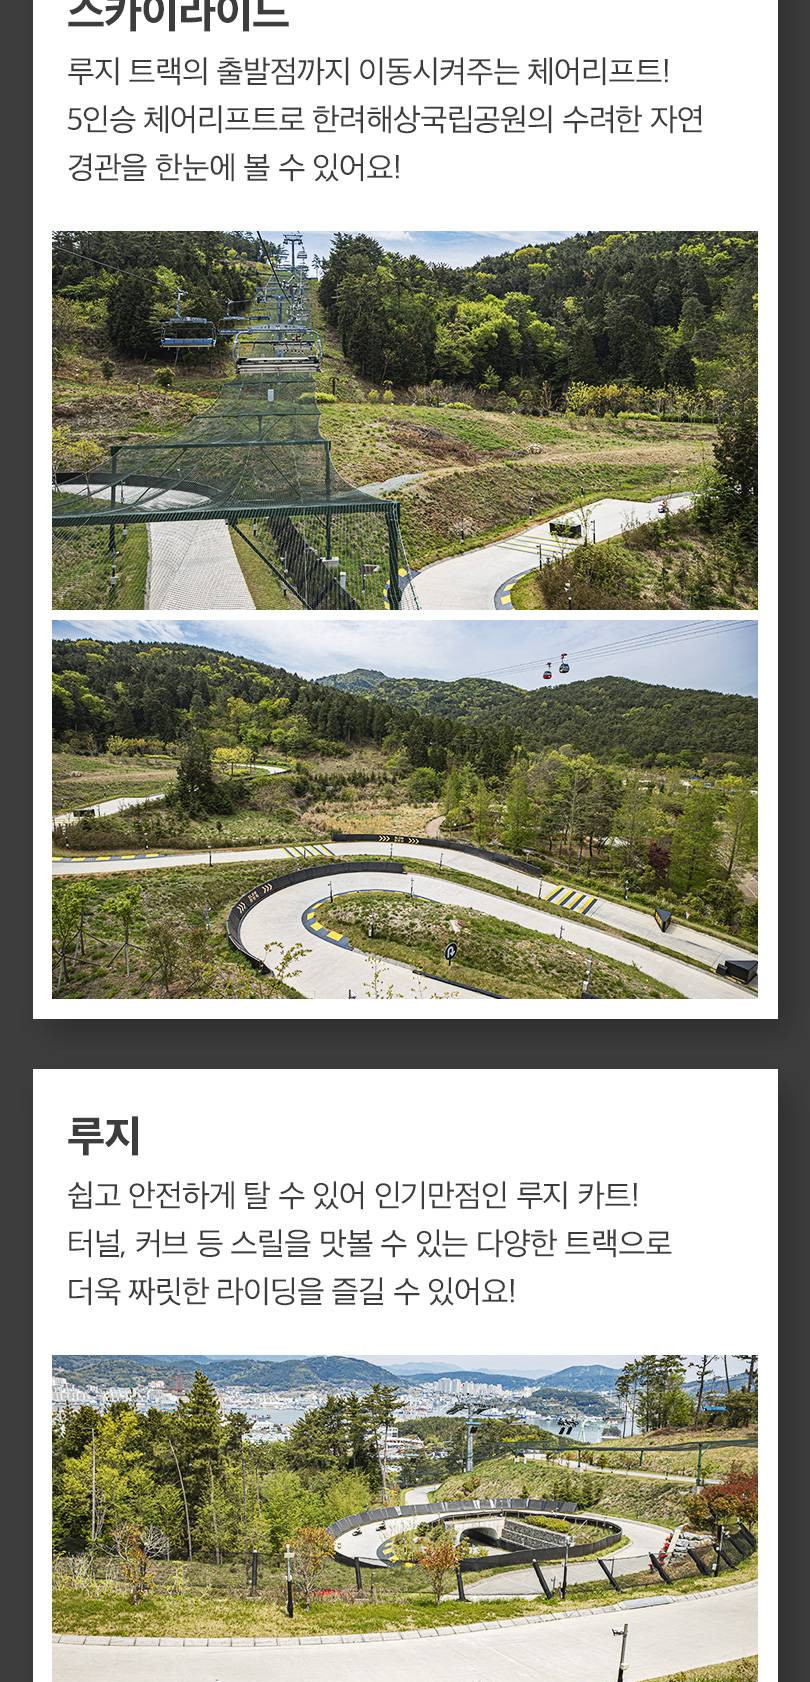 스카이라이드
루지 트랙의 출발점까지 이동시켜주는 체어리프트!
5인승 체어리프트로 한려해상국립공원의 수려한 자연
경관을 한눈에 볼 수 있어요!
루지
쉽고 안전하게 탈 수 있어 인기만점인 루지 카트!
터널, 커브 등 스릴을 맛볼 수 있는 다양한 트랙으로
더욱 짜릿한 라이딩을 즐길 수 있어요!